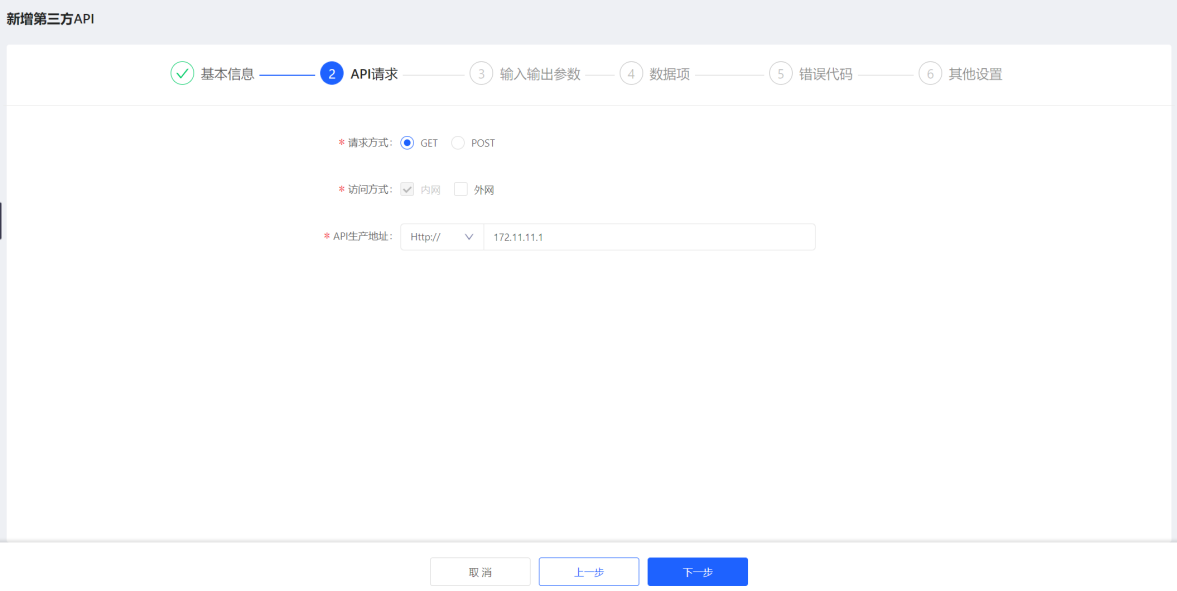 新增第三方API
基本信息 2 API请求 3 输入输出参数 4 数据项 5 错误代码 6 其他设置
* 请求方式: GET POST
* 访问方式: 内网 外网
* API生产地址: Http:// 172.11.11.1
取消 上一步 下一步